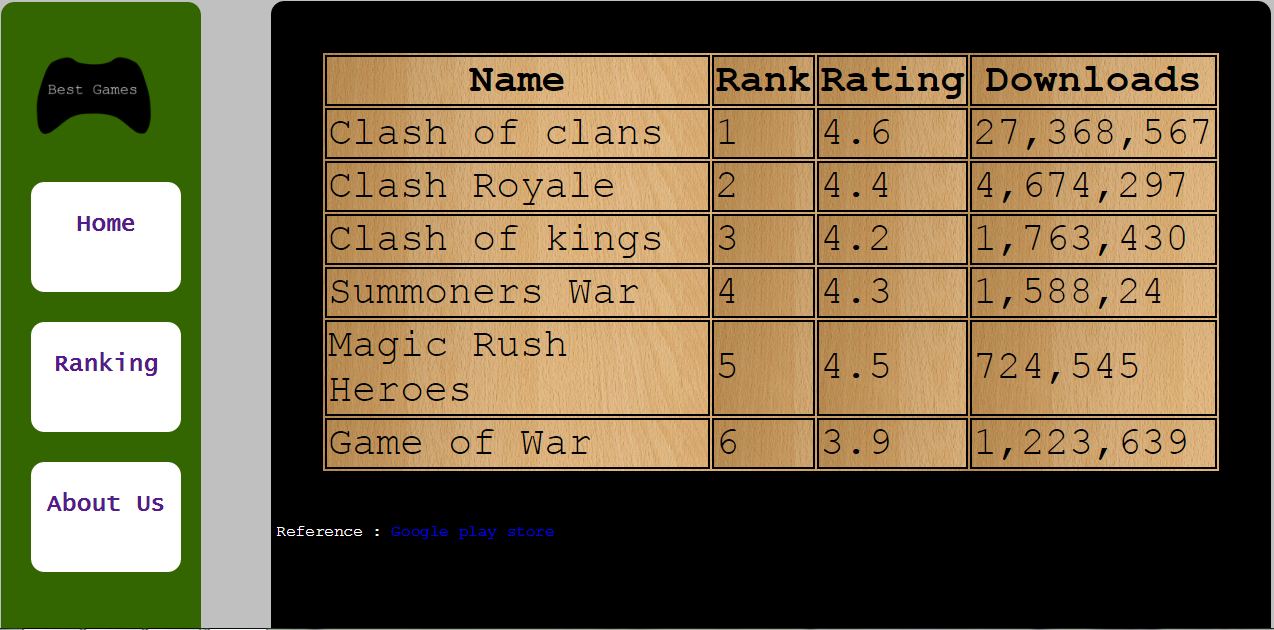 Best Games
Home
Ranking
About Us
Name Rank Rating Downloads
Clash of clans 1 4.6 27,368,567
Clash Royale 2 4.4 4,674,297
Clash of kings 3 4.2 1,763,430
Summoners War 4 4.3 1,588,24
Magic Rush
Heroes 5 4.5 724,545
Game of War 6 3.9 1,223,639
Reference : Google play store